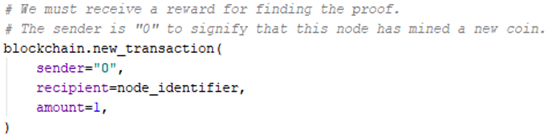 # We must receive a reward for finding the proof.
# The sender is "0" to signify that this node has mined a new coin.
blockchain.new_transaction(
    sender="0",
    recipient=node_identifier,
    amount=1,
)